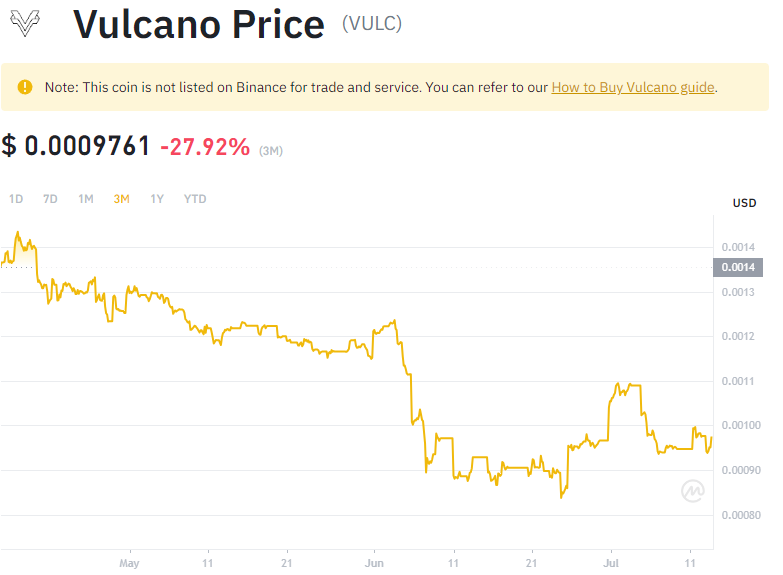 Vulcano Price (VULC)
Note: This coin is not listed on Binance for trade and service. You can refer to our How to Buy Vulcano guide.
$ 0.0009761 -27.92% (3M)
1D 7D 1M 3M 1Y YTD
USD
0.0014
0.0014
0.0013
0.0012
0.0011
0.00100
0.00090
0.00080
May 11 21 Jun 11 21 Jul 11